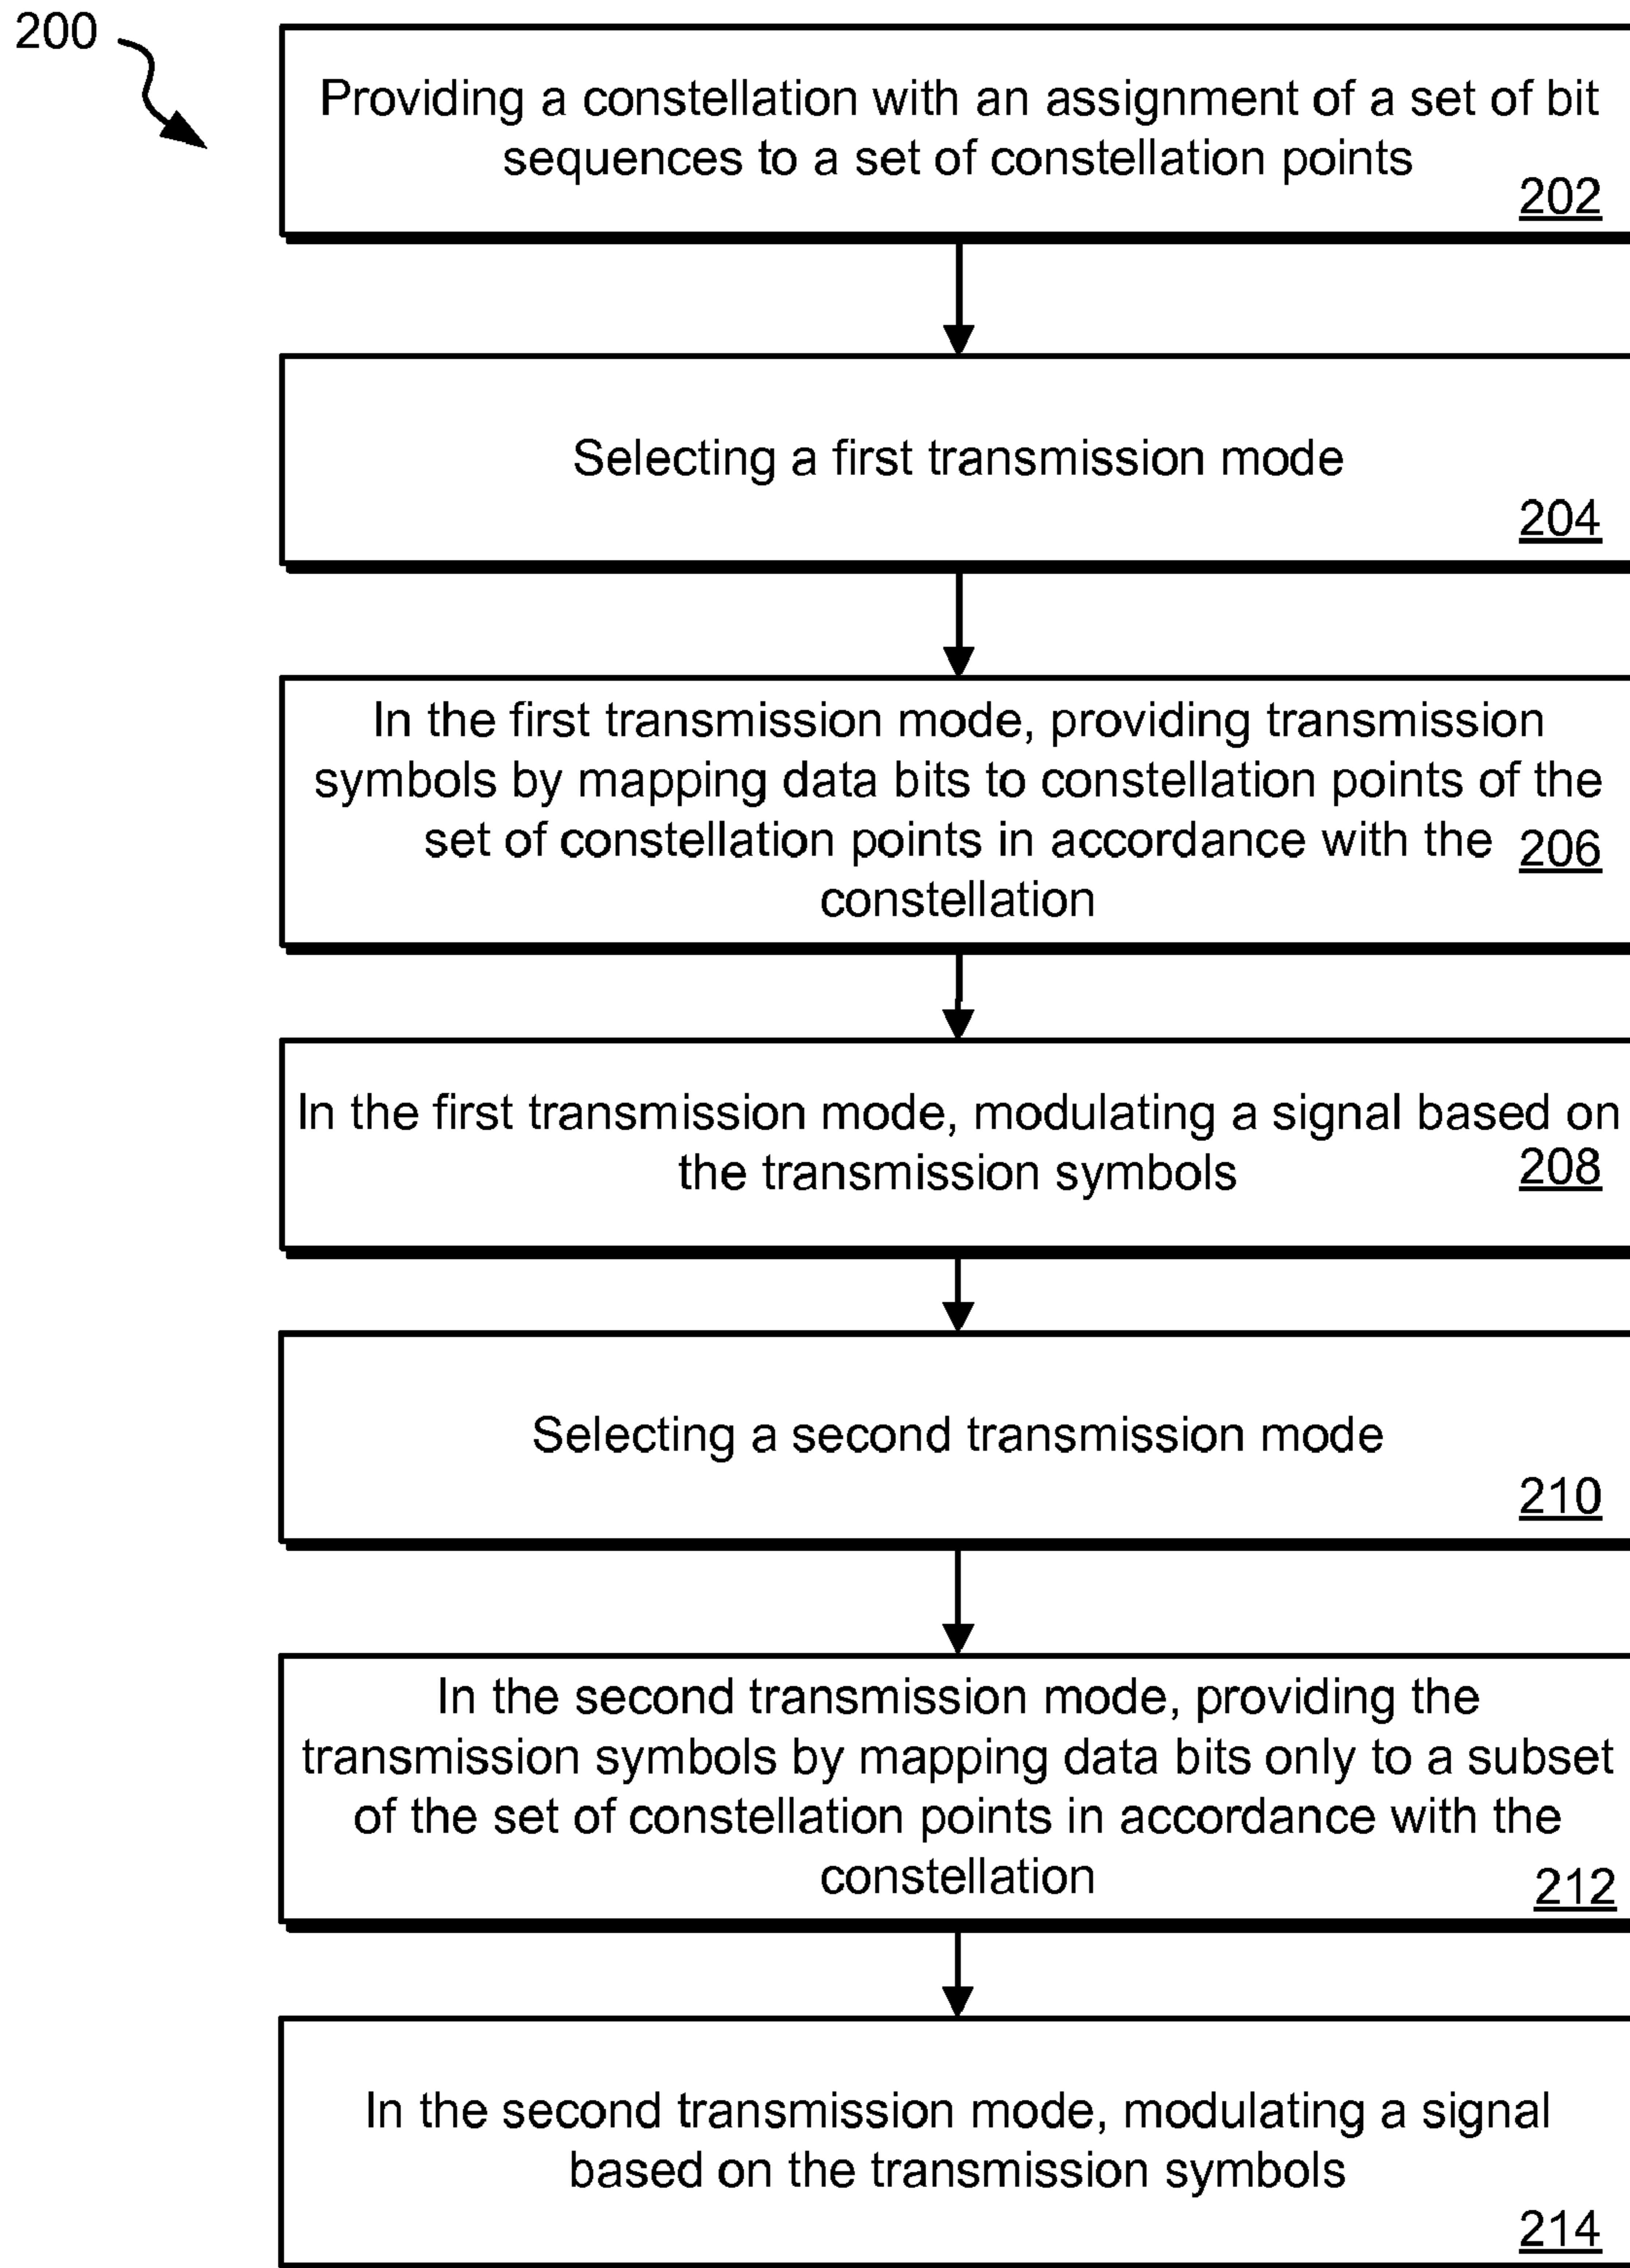 200
Providing a constellation with an assignment of a set of bit
sequences to a set of constellation points
202
Selecting a first transmission mode
204
In the first transmission mode, providing transmission
symbols by mapping data bits to constellation points of the
set of constellation points in accordance with the 206
constellation
In the first transmission mode, modulating a signal based on
the transmission symbols 208
Selecting a second transmission mode
210
In the second transmission mode, providing the
transmission symbols by mapping data bits only to a subset
of the set of constellation points in accordance with the
constellation 212
In the second transmission mode, modulating a signal
based on the transmission symbols
214